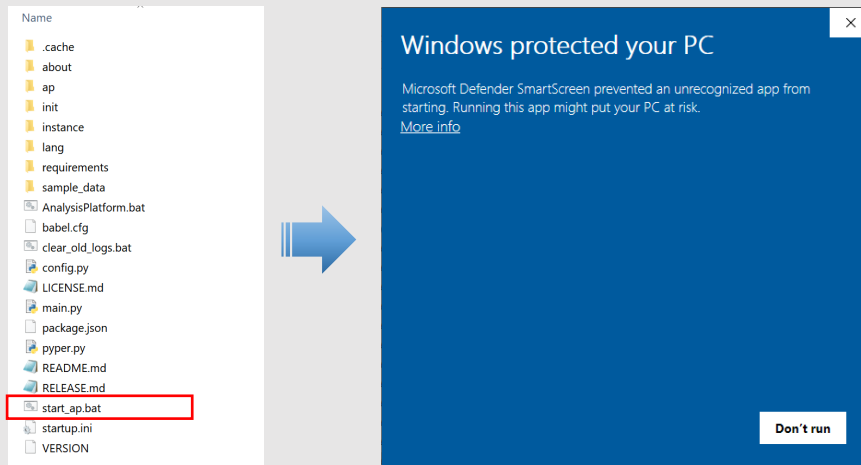 Name
.cache
about
ap
init
instance
lang
requirements
sample_data
AnalysisPlatform.bat
babel.cfg
clear_old_logs.bat
config.py
LICENSE.md
main.py
package.json
pyper.py
README.md
RELEASE.md
start_ap.bat
startup.ini
VERSION
Windows protected your PC
Microsoft Defender SmartScreen prevented an unrecognized app from
starting. Running this app might put your PC at risk.
More info
Don't run